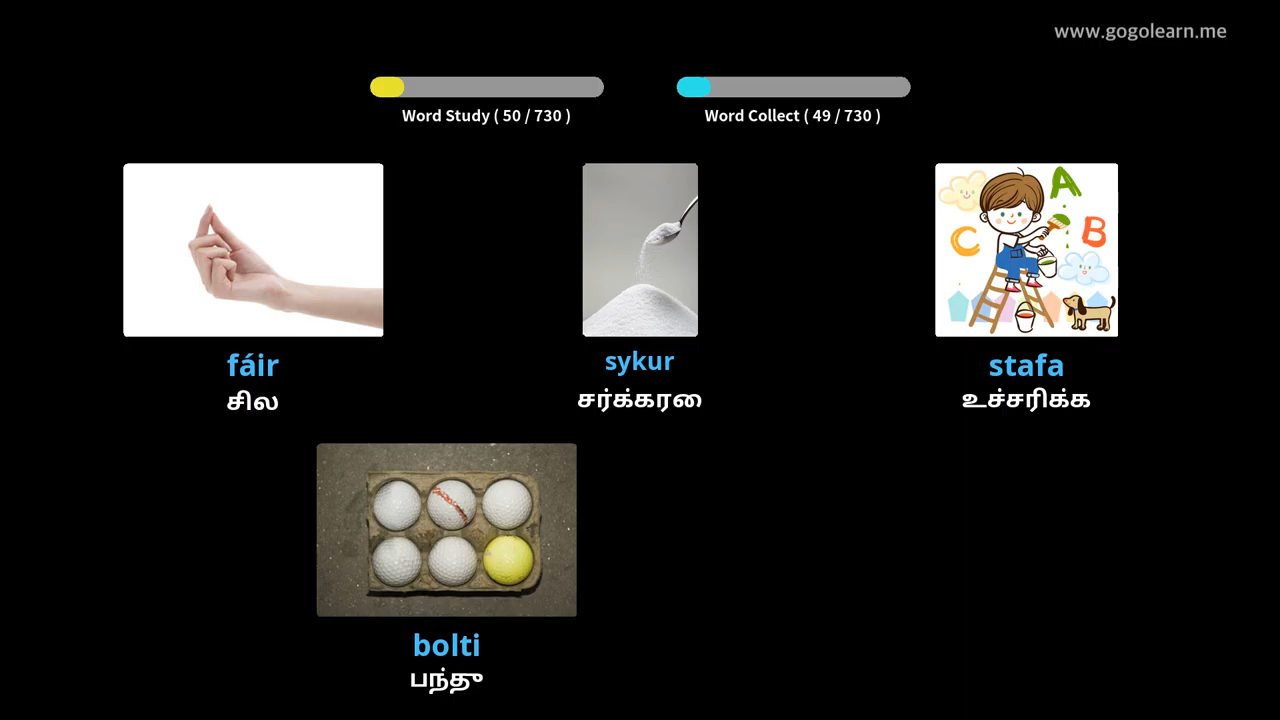 www.gogolearn.me
Word Study ( 50 / 730 )
Word Collect ( 49 / 730 )
fáir
சில
sykur
சர்க்கரை
stafa
உச்சரிக்க
A
B
C
bolti
பந்து